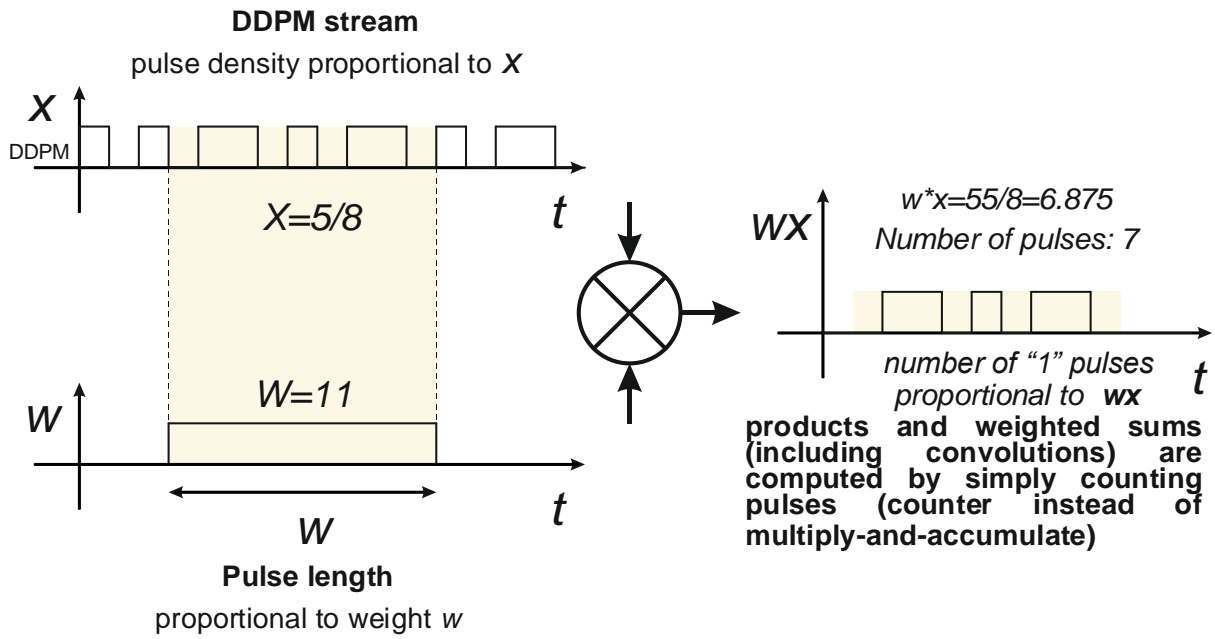 DDPM stream
pulse density proportional to x
x
DDPM
X=5/8
t
W=11
w
t
w
Pulse length
proportional to weight w
w*x=55/8=6.875
Number of pulses: 7
wx
t
number of “1” pulses
proportional to wx
products and weighted sums
(including convolutions) are
computed by simply counting
pulses (counter instead of
multiply-and-accumulate)